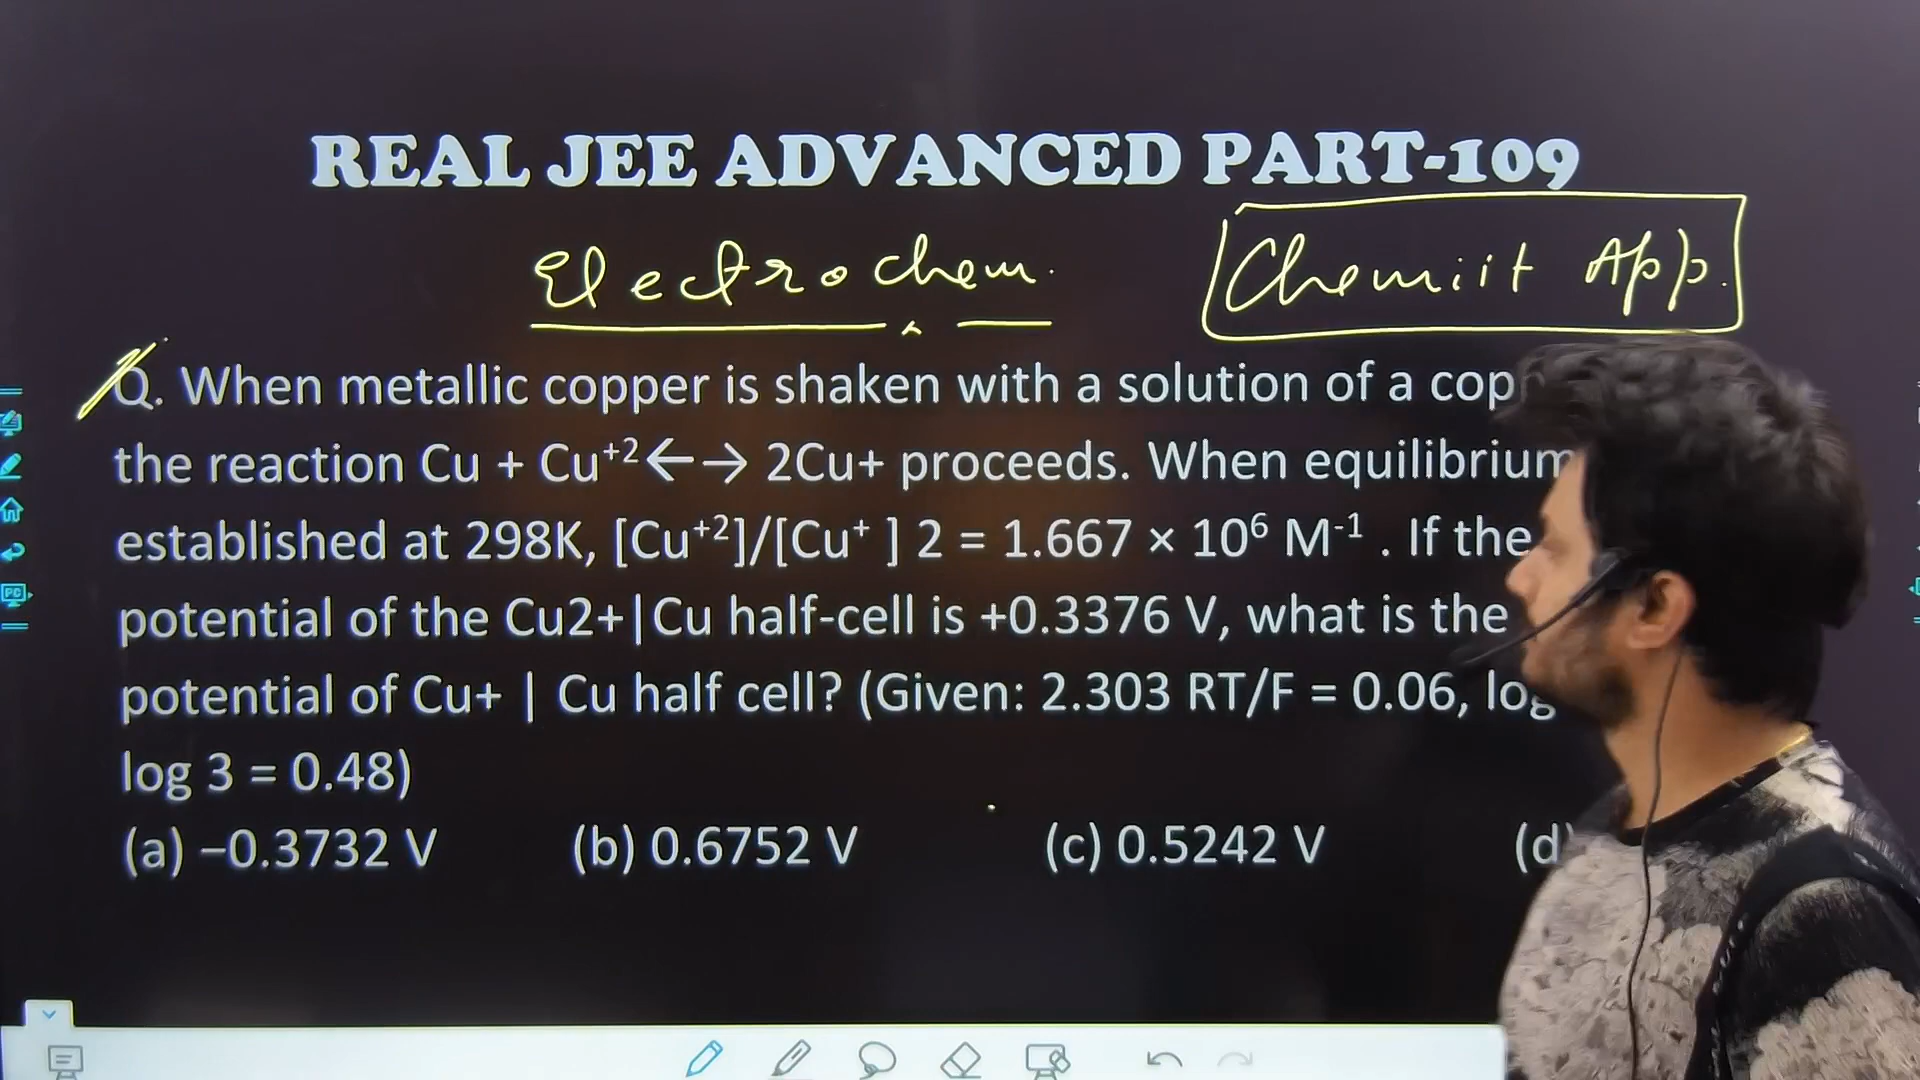 REAL JEE ADVANCED PART-109
Electrochem.
Chemist App.
Q. When metallic copper is shaken with a solution of a
the reaction Cu + Cu⁺²←→ 2Cu+ proceeds. When equilibrium
established at 298K, [Cu⁺²]/[Cu⁺ ] 2 = 1.667 × 10⁶ M⁻¹ . If the
potential of the Cu2+|Cu half-cell is +0.3376 V, what is the
potential of Cu+ | Cu half cell? (Given: 2.303 RT/F = 0.06, log
log 3 = 0.48)
(a) –0.3732 V (b) 0.6752 V (c) 0.5242 V (d)
PC